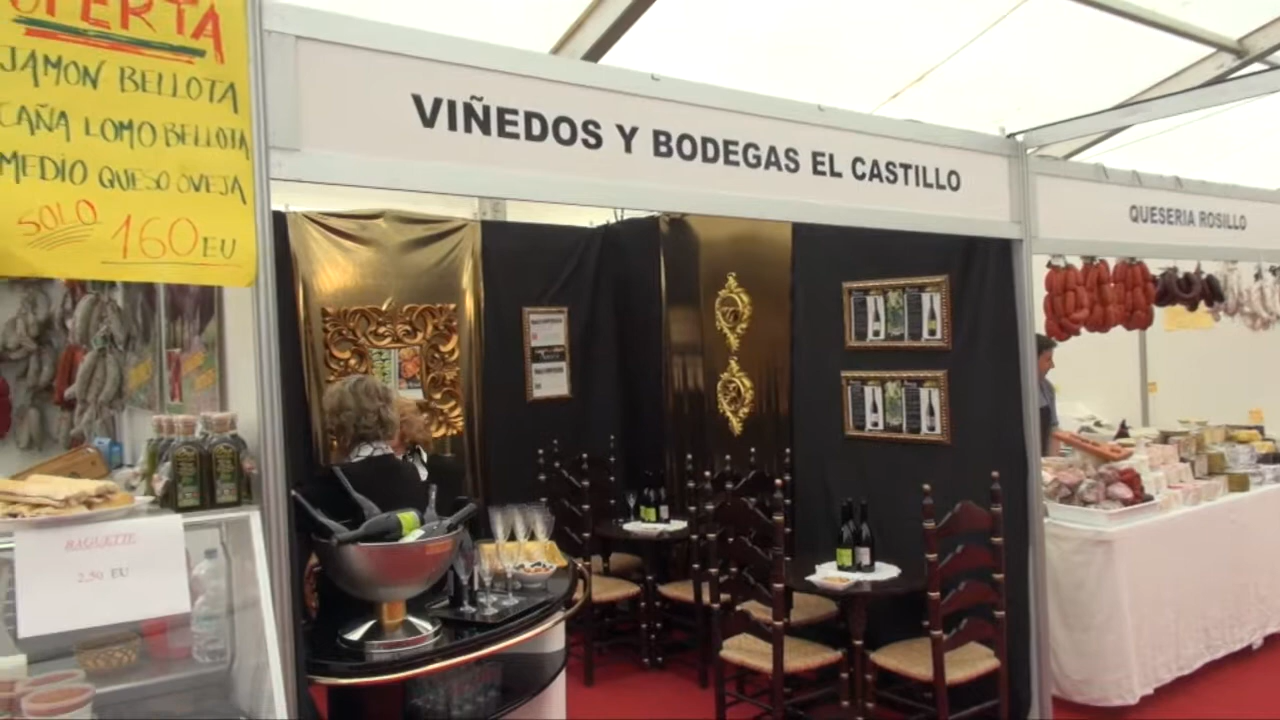 OFERTA
JAMON BELLOTA
CAÑA LOMO BELLOTA
MEDIO QUESO OVEJA
SOLO 160 EU
VIÑEDOS Y BODEGAS EL CASTILLO
QUESERIA ROSILLO
BAGUETTE
2.50 EU